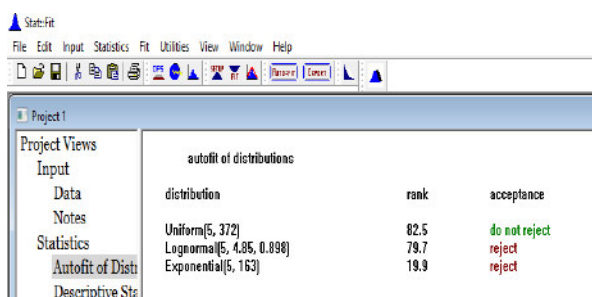 Stat::Fit
File Edit Input Statistics Fit Utilities View Window Help
Project 1
Project Views
Input
Data
Notes
Statistics
Autofit of Distr
Descriptive Sta
autofit of distributions
distribution rank acceptance
Uniform(5, 372) 82.5 do not reject
Lognormal(5, 4.85, 0.898) 79.7 reject
Exponential(5, 163) 19.9 reject